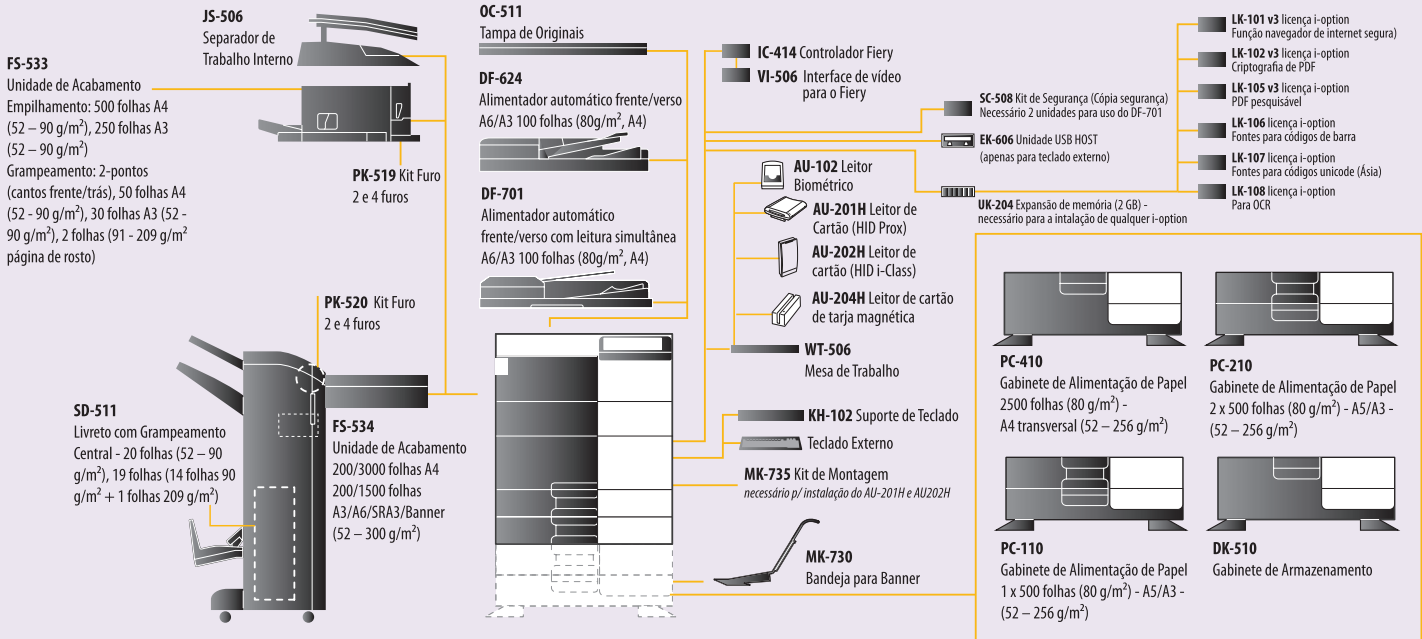 JS-506
Separador de
Trabalho Interno
FS-533
Unidade de Acabamento
Empilhamento: 500 folhas A4
(52 – 90 g/m²), 250 folhas A3
(52 – 90 g/m²)
Grampeamento: 2-pontos
(cantos frente/trás), 50 folhas A4
(52 - 90 g/m²), 30 folhas A3 (52 -
90 g/m²), 2 folhas (91 - 209 g/m²
página de rosto)
PK-519 Kit Furo
2 e 4 furos
PK-520 Kit Furo
2 e 4 furos
SD-511
Livreto com Grampeamento
Central - 20 folhas (52 – 90
g/m²), 19 folhas (14 folhas 90
g/m² + 1 folhas 209 g/m²)
FS-534
Unidade de Acabamento
200/3000 folhas A4
200/1500 folhas
A3/A6/SRA3/Banner
(52 – 300 g/m²)
OC-511
Tampa de Originais
DF-624
Alimentador automático frente/verso
A6/A3 100 folhas (80g/m², A4)
DF-701
Alimentador automático
frente/verso com leitura simultânea
A6/A3 100 folhas (80g/m², A4)
IC-414 Controlador Fiery
VI-506 Interface de vídeo
para o Fiery
AU-102 Leitor
Biométrico
AU-201H Leitor de
Cartão (HID Prox)
AU-202H Leitor de
cartão (HID i-Class)
AU-204H Leitor de cartão
de tarja magnética
WT-506
Mesa de Trabalho
KH-102 Suporte de Teclado
Teclado Externo
MK-735 Kit de Montagem
necessário p/ instalação do AU-201H e AU202H
MK-730
Bandeja para Banner
SC-508 Kit de Segurança (Cópia segurança)
Necessário 2 unidades para uso do DF-701
EK-606 Unidade USB HOST
(apenas para teclado externo)
UK-204 Expansão de memória (2 GB) -
necessário para a intalação de qualquer i-option
LK-101 v3 licença i-option
Função navegador de internet segura)
LK-102 v3 licença i-option
Criptografia de PDF
LK-105 v3 licença i-option
PDF pesquisável
LK-106 licença i-option
Fontes para códigos de barra
LK-107 licença i-option
Fontes para códigos unicode (Ásia)
LK-108 licença i-option
Para OCR
PC-410
Gabinete de Alimentação de Papel
2500 folhas (80 g/m²) -
A4 transversal (52 – 256 g/m²)
PC-210
Gabinete de Alimentação de Papel
2 x 500 folhas (80 g/m²) - A5/A3 -
(52 – 256 g/m²)
PC-110
Gabinete de Alimentação de Papel
1 x 500 folhas (80 g/m²) - A5/A3 -
(52 – 256 g/m²)
DK-510
Gabinete de Armazenamento